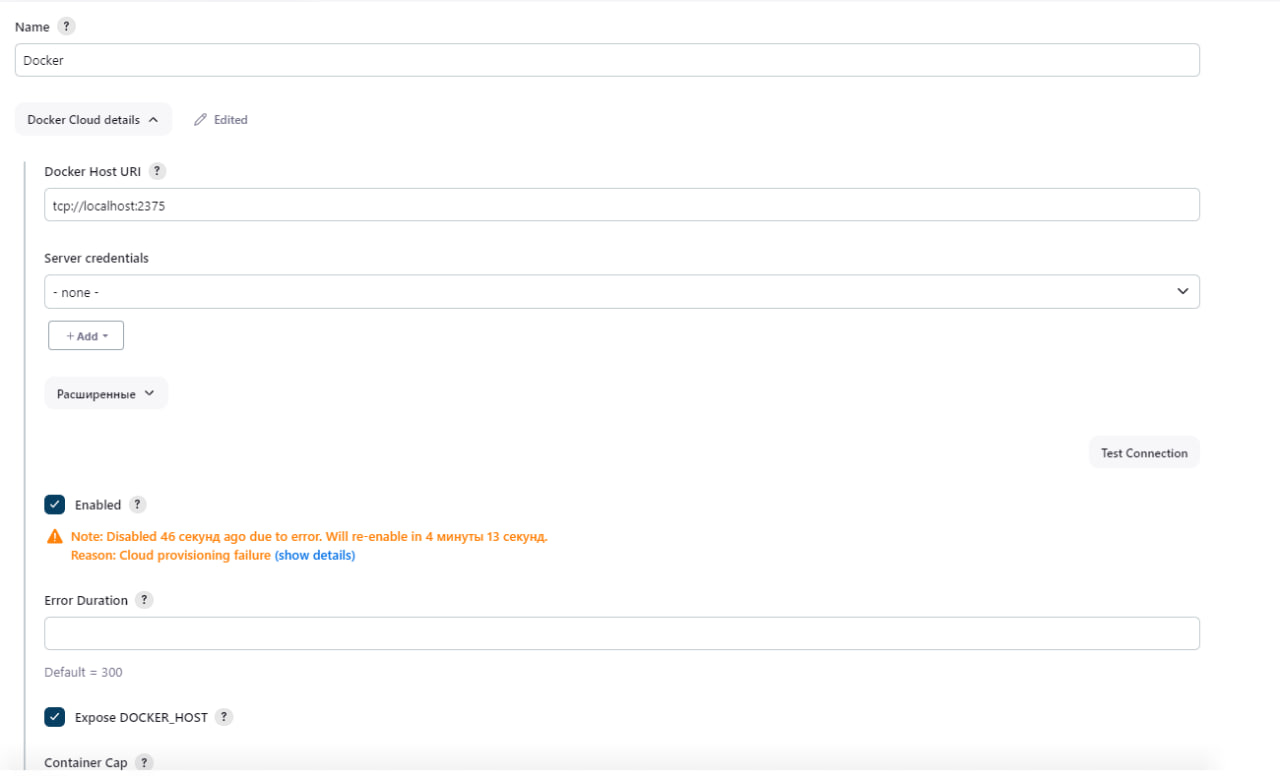 Name ?
Docker
Docker Cloud details Edited
Docker Host URI ?
tcp://localhost:2375
Server credentials
- none -
+ Add
Расширенные
Test Connection
Enabled ?
Note: Disabled 46 секунд ago due to error. Will re-enable in 4 минуты 13 секунд.
Reason: Cloud provisioning failure (show details)
Error Duration ?
Default = 300
Expose DOCKER_HOST ?
Container Cap ?